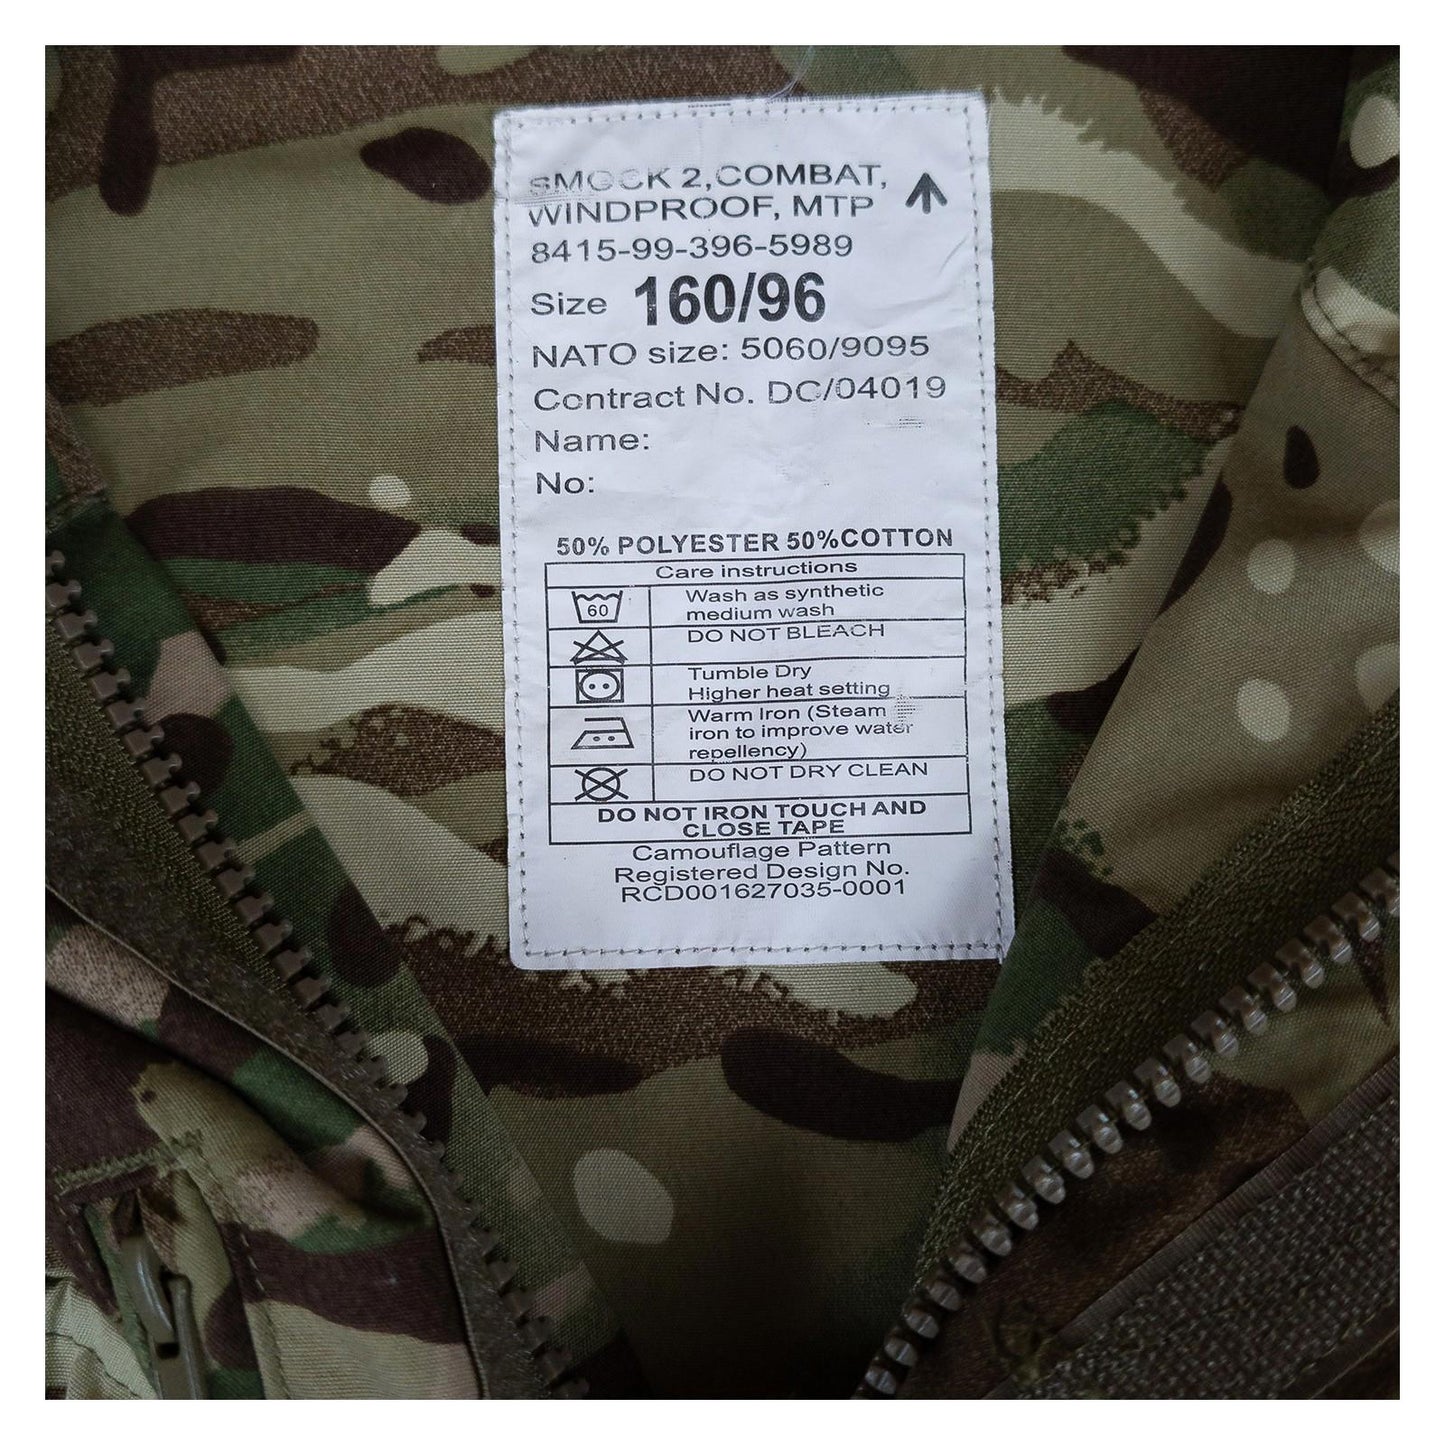 SMOCK 2,COMBAT,
WINDPROOF, MTP
8415-99-396-5989
Size 160/96
NATO size: 5060/9095
Contract No. DC/04019
Name:
No:
50% POLYESTER 50%COTTON
Care instructions
60
Wash as synthetic
medium wash
DO NOT BLEACH
Tumble Dry
Higher heat setting
Warm Iron (Steam
iron to improve water
repellency)
DO NOT DRY CLEAN
DO NOT IRON TOUCH AND
CLOSE TAPE
Camouflage Pattern
Registered Design No.
RCD001627035-0001